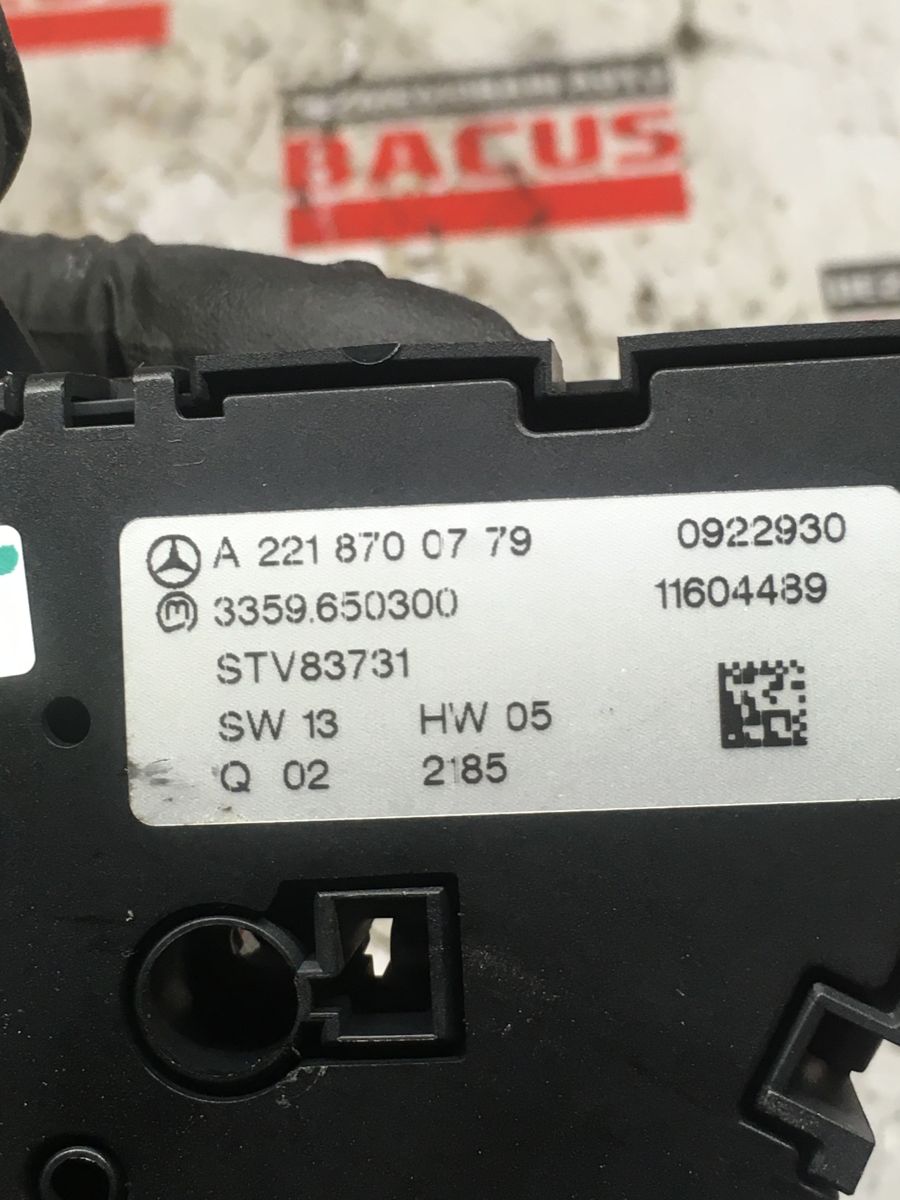 BACUS
A 221 870 07 79 0922930
3359.650300 11604489
STV83731
SW 13 HW 05
Q 02 2185